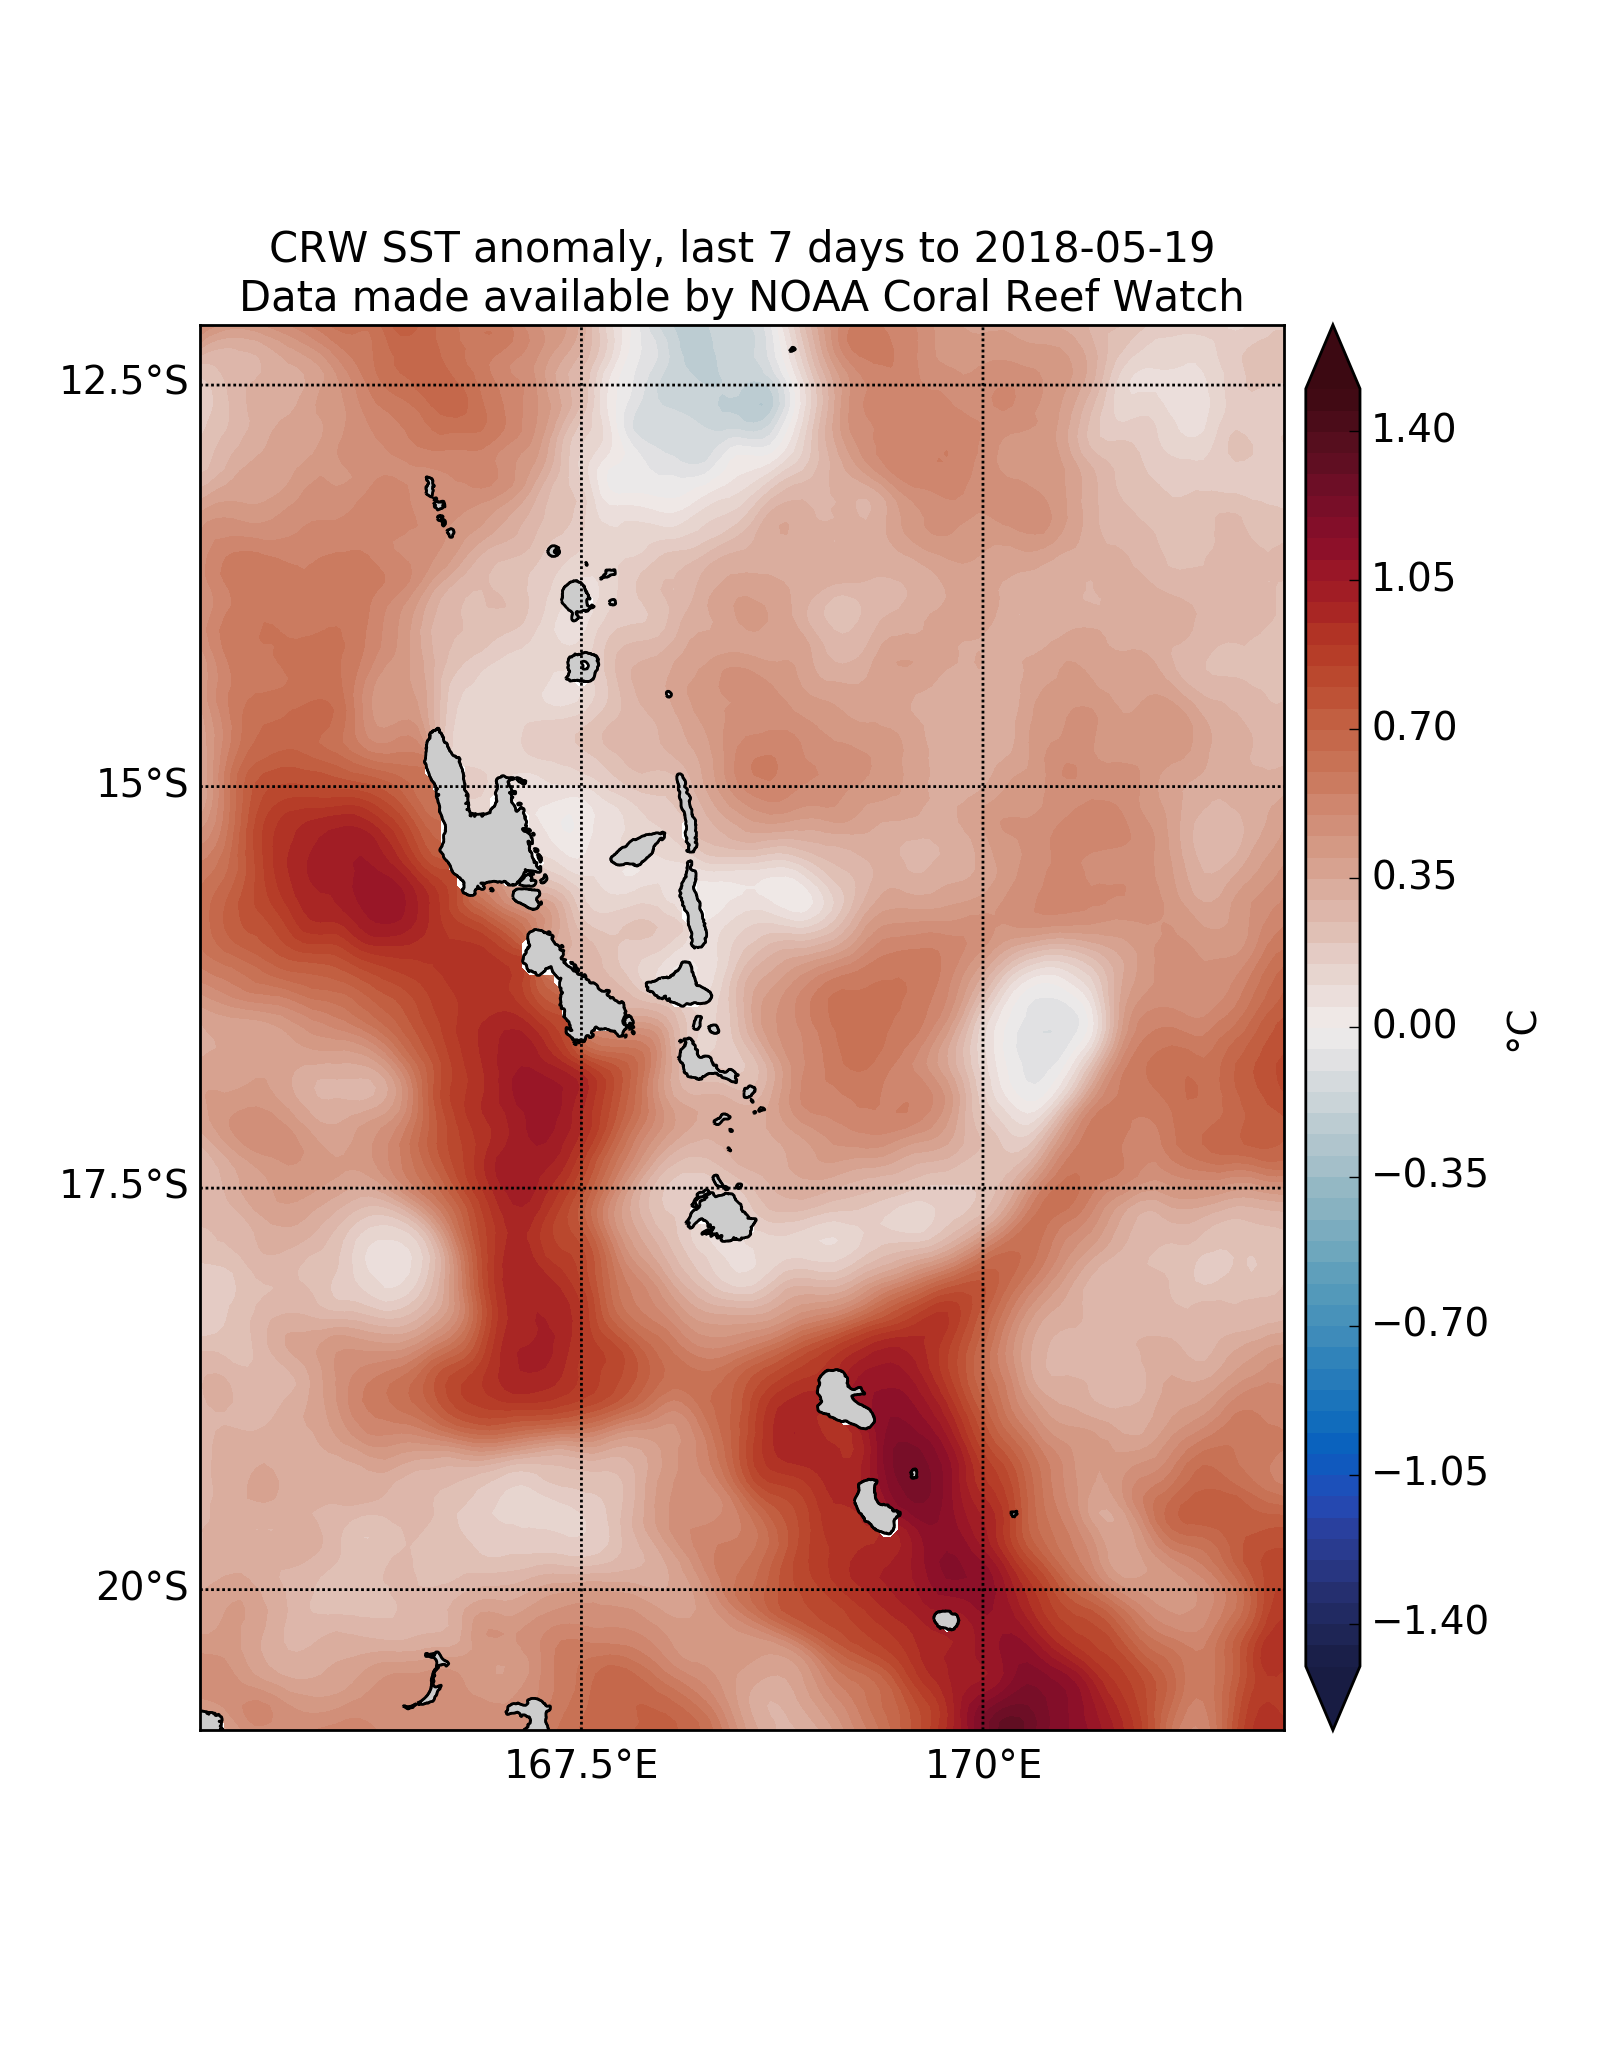 CRW SST anomaly, last 7 days to 2018-05-19
Data made available by NOAA Coral Reef Watch
12.5°S
15°S
17.5°S
20°S
167.5°E
170°E
1.40
1.05
0.70
0.35
0.00
−0.35
−0.70
−1.05
−1.40
°C